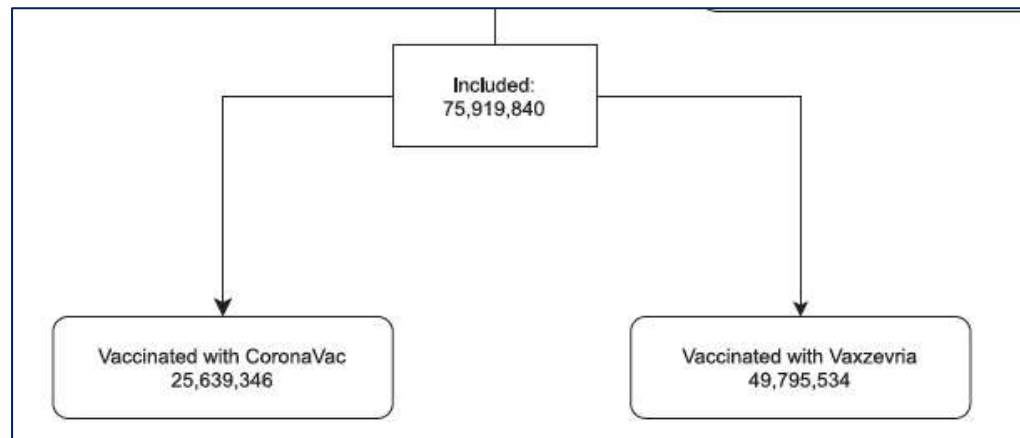 Included:
75,919,840
Vaccinated with CoronaVac
25,639,346
Vaccinated with Vaxzevria
49,795,534